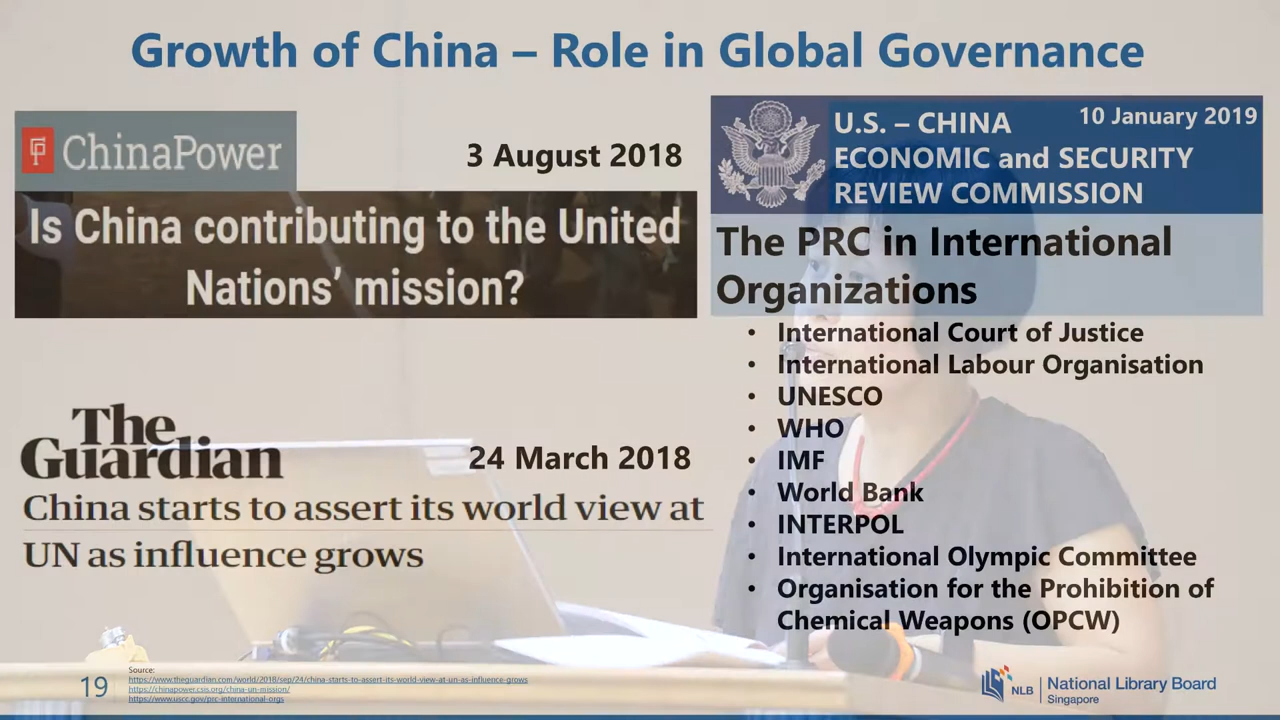 Growth of China – Role in Global Governance
ChinaPower
3 August 2018
Is China contributing to the United
Nations’ mission?
The
Guardian
24 March 2018
China starts to assert its world view at
UN as influence grows
10 January 2019
U.S. – CHINA
ECONOMIC and SECURITY
REVIEW COMMISSION
The PRC in International
Organizations
• International Court of Justice
• International Labour Organisation
• UNESCO
• WHO
• IMF
• World Bank
• INTERPOL
• International Olympic Committee
• Organisation for the Prohibition of
Chemical Weapons (OPCW)
19
Source:
https://www.theguardian.com/world/2018/sep/24/china-starts-to-assert-its-world-view-at-un-as-influence-grows
https://chinapower.csis.org/china-un-mission/
https://www.uscc.gov/prc-international-orgs
NLB
National Library Board
Singapore